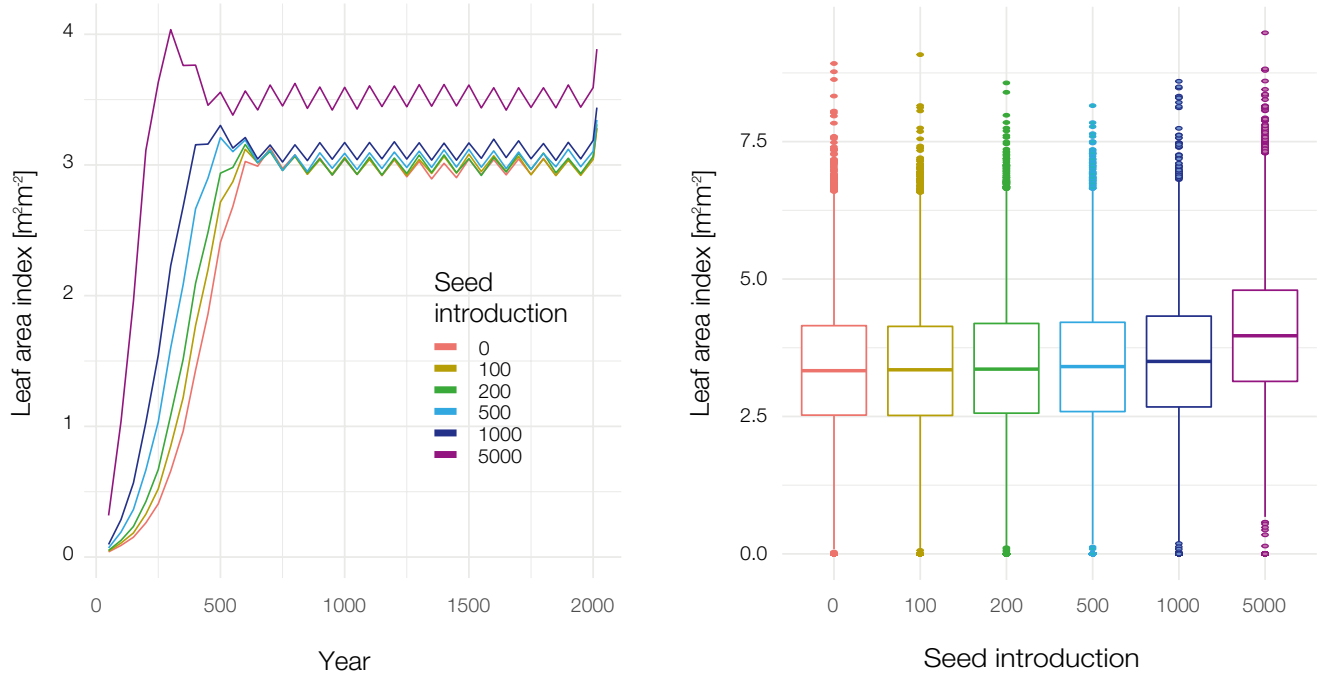 Leaf area index [m²m⁻²]
4
3
2
1
0
0 500 1000 1500 2000
Year
Seed
introduction
0
100
200
500
1000
5000
Leaf area index [m²m⁻²]
7.5
5.0
2.5
0.0
0 100 200 500 1000 5000
Seed introduction